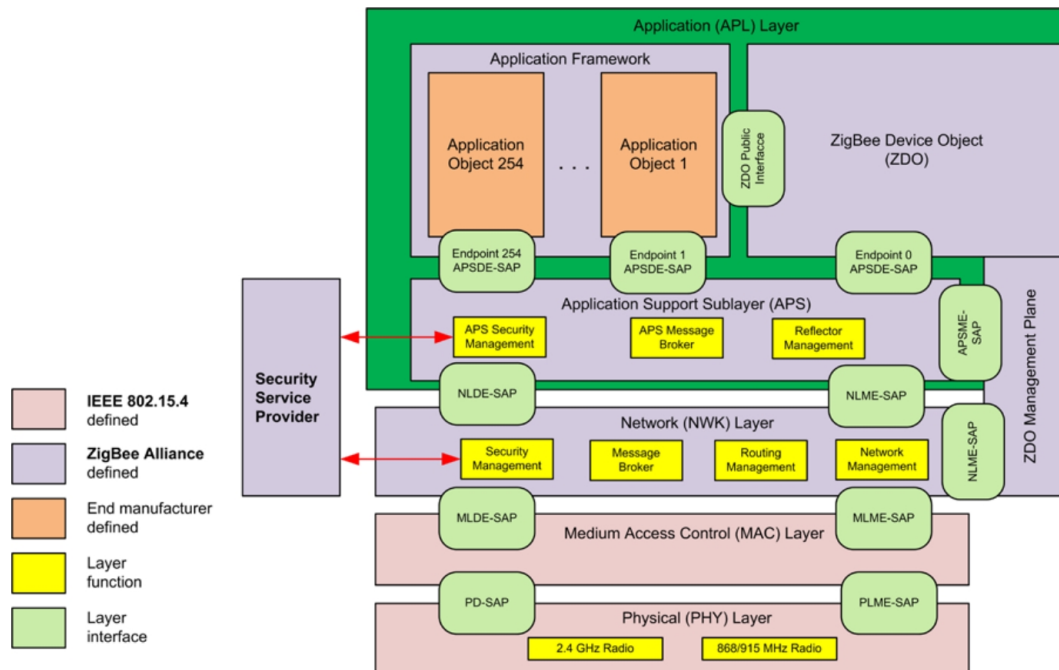 Application (APL) Layer
Application Framework
Application
Object 254
. . .
Application
Object 1
ZDO Public
Interfacce
ZigBee Device Object
(ZDO)
Endpoint 254
APSDE-SAP
Endpoint 1
APSDE-SAP
Endpoint 0
APSDE-SAP
Application Support Sublayer (APS)
APS Security
Management
APS Message
Broker
Reflector
Management
APSME-
SAP
ZDO Management Plane
Security
Service
Provider
NLDE-SAP
NLME-SAP
Network (NWK) Layer
Security
Management
Message
Broker
Routing
Management
Network
Management
NLME-SAP
MLDE-SAP
MLME-SAP
Medium Access Control (MAC) Layer
PD-SAP
PLME-SAP
Physical (PHY) Layer
2.4 GHz Radio
868/915 MHz Radio
IEEE 802.15.4
defined
ZigBee Alliance
defined
End manufacturer
defined
Layer
function
Layer
interface